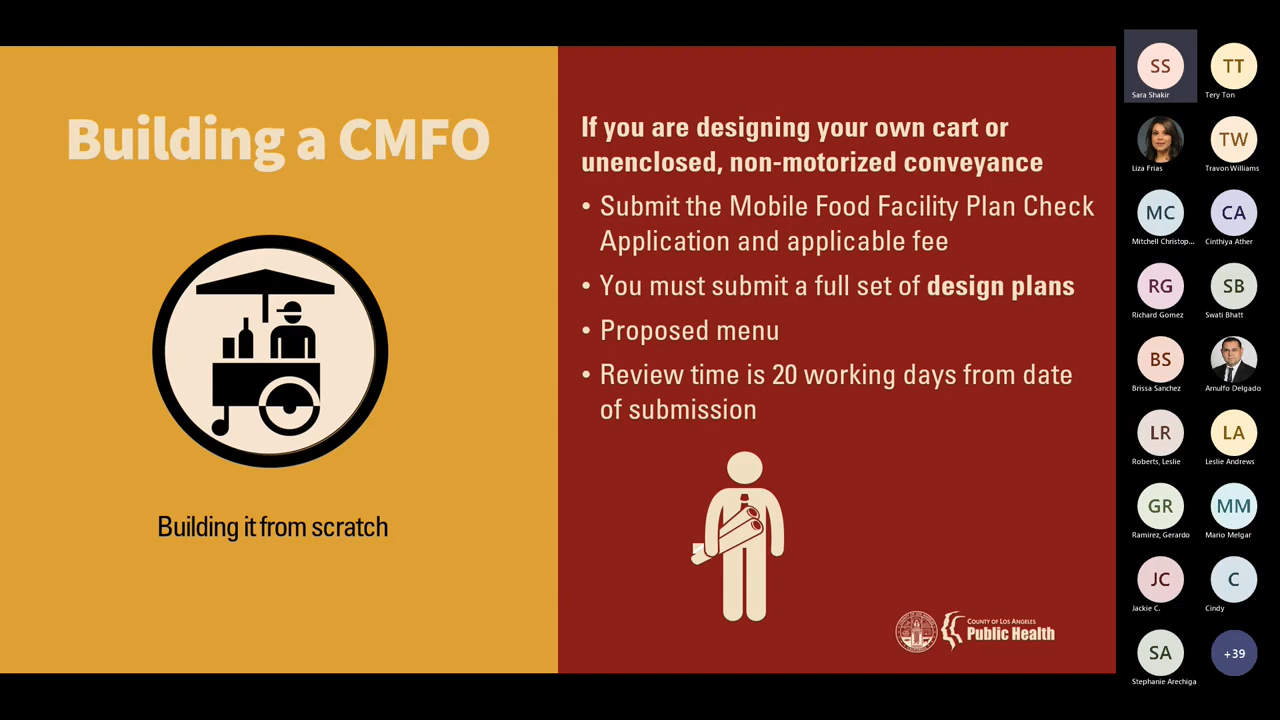 Building a CMFO
Building it from scratch
If you are designing your own cart or
unenclosed, non-motorized conveyance
• Submit the Mobile Food Facility Plan Check
Application and applicable fee
• You must submit a full set of design plans
• Proposed menu
• Review time is 20 working days from date
of submission
COUNTY OF LOS ANGELES
Public Health
SS
Sara Shakir
TT
Tery Ton
Liza Frias
TW
Travon Williams
MC
Mitchell Christop...
CA
Cinthiya Ather
RG
Richard Gomez
SB
Swati Bhatt
BS
Brissa Sanchez
Arnulfo Delgado
LR
Roberts, Leslie
LA
Leslie Andrews
GR
Ramirez, Gerardo
MM
Mario Melgar
JC
Jackie C.
C
Cindy
SA
Stephanie Arechiga
+39